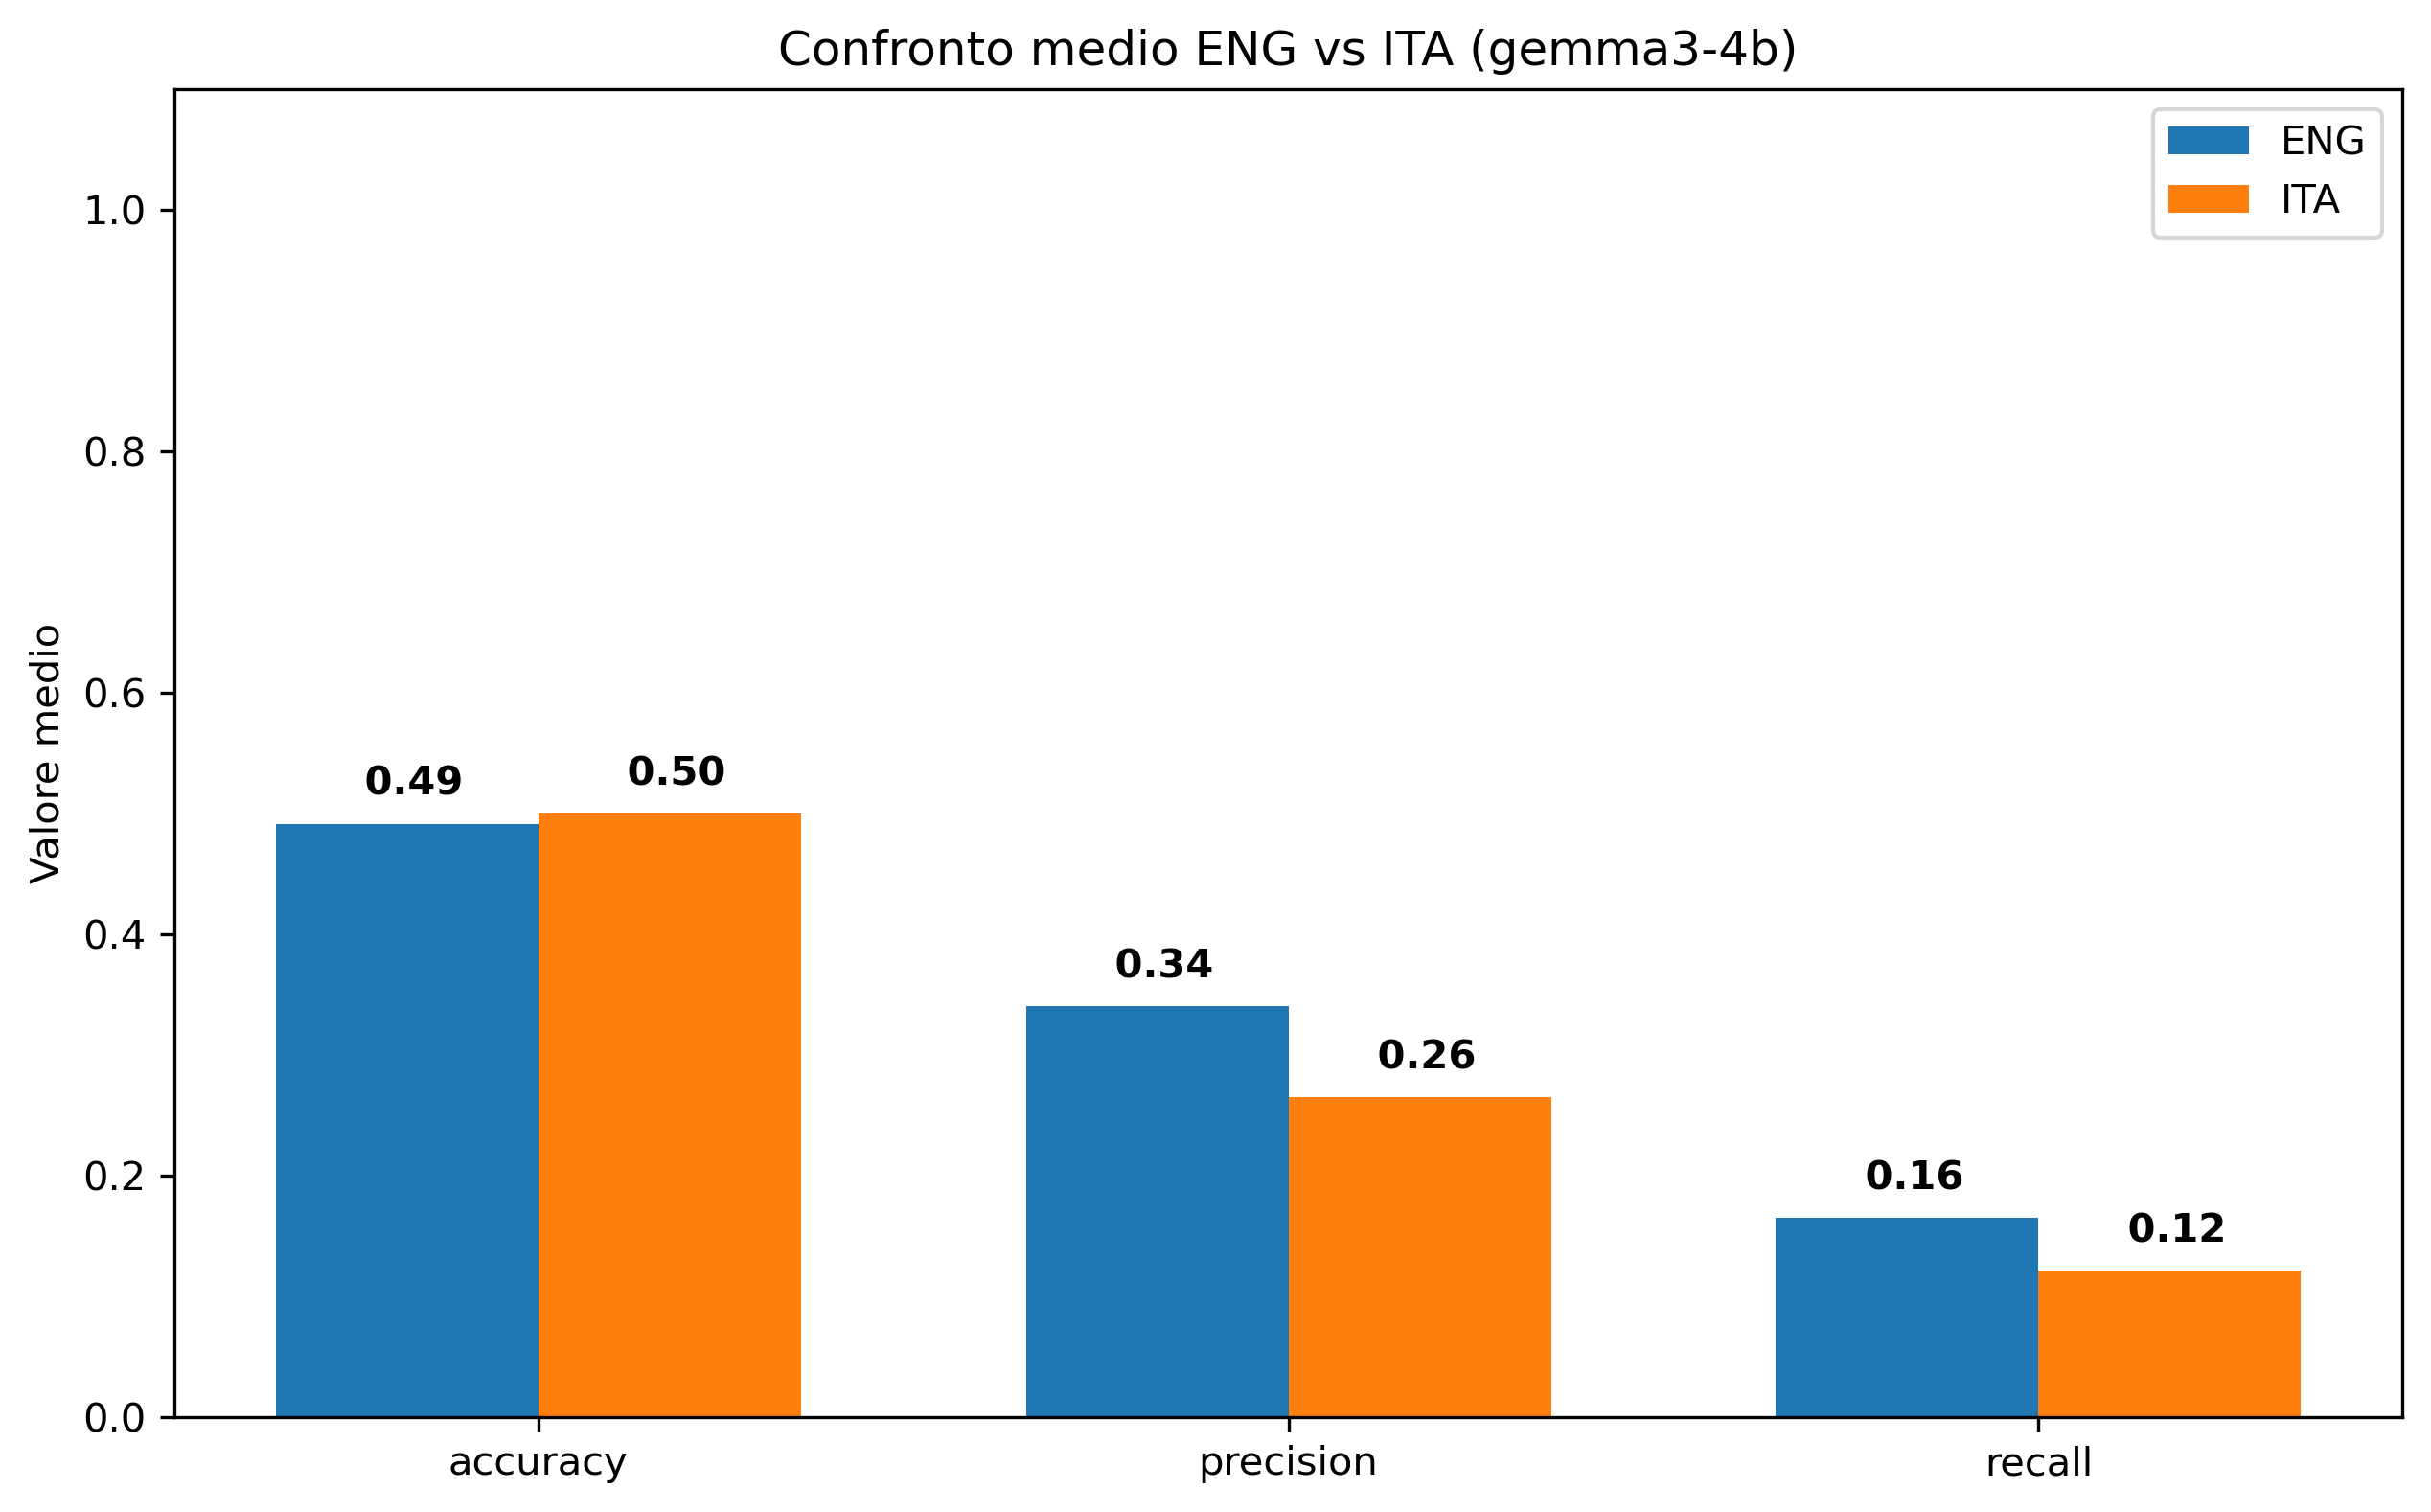 Confronto medio ENG vs ITA (gemma3-4b)
ENG
ITA
Valore medio
1.0
0.8
0.6
0.4
0.2
0.0
0.49
0.50
0.34
0.26
0.16
0.12
accuracy
precision
recall